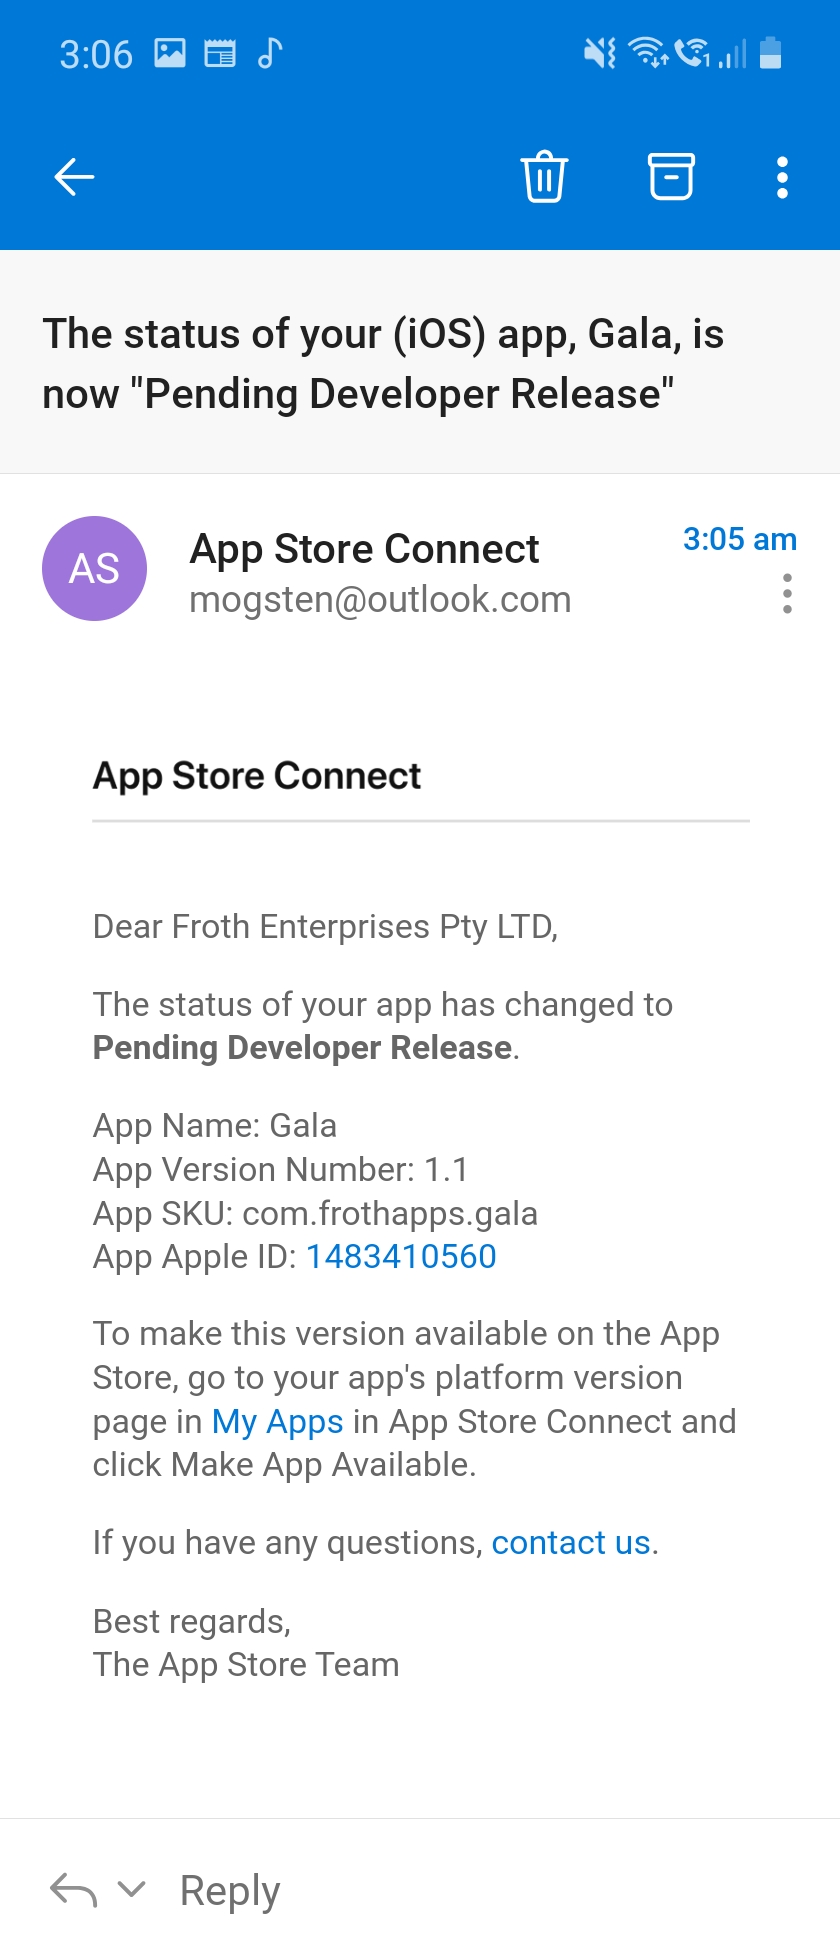 3:06
The status of your (iOS) app, Gala, is
now "Pending Developer Release"
AS
App Store Connect
3:05 am
mogsten@outlook.com
App Store Connect
Dear Froth Enterprises Pty LTD,
The status of your app has changed to
Pending Developer Release.
App Name: Gala
App Version Number: 1.1
App SKU: com.frothapps.gala
App Apple ID: 1483410560
To make this version available on the App
Store, go to your app's platform version
page in My Apps in App Store Connect and
click Make App Available.
If you have any questions, contact us.
Best regards,
The App Store Team
Reply